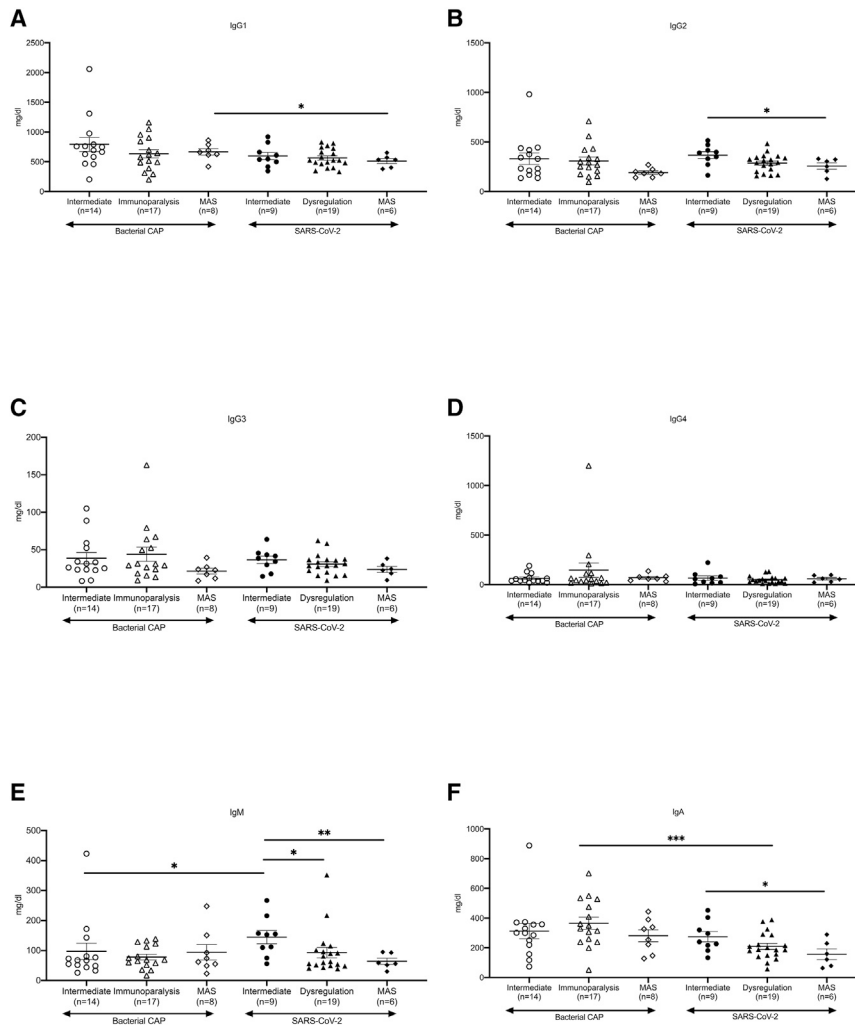 A
IgG1
mg/dl
2500
2000
1500
1000
500
0
*
Intermediate Immunoparalysis MAS Intermediate Dysregulation MAS
(n=14) (n=17) (n=8) (n=9) (n=19) (n=6)
Bacterial CAP SARS-CoV-2
B
IgG2
mg/dl
1500
1000
500
0
*
Intermediate Immunoparalysis MAS Intermediate Dysregulation MAS
(n=14) (n=17) (n=8) (n=9) (n=19) (n=6)
Bacterial CAP SARS-CoV-2
C
IgG3
mg/dl
200
150
100
50
0
Intermediate Immunoparalysis MAS Intermediate Dysregulation MAS
(n=14) (n=17) (n=8) (n=9) (n=19) (n=6)
Bacterial CAP SARS-CoV-2
D
IgG4
mg/dl
1500
1000
500
0
Intermediate Immunoparalysis MAS Intermediate Dysregulation MAS
(n=14) (n=17) (n=8) (n=9) (n=19) (n=6)
Bacterial CAP SARS-CoV-2
E
IgM
mg/dl
500
400
300
200
100
0
**
*
*
Intermediate Immunoparalysis MAS Intermediate Dysregulation MAS
(n=14) (n=17) (n=8) (n=9) (n=19) (n=6)
Bacterial CAP SARS-CoV-2
F
IgA
mg/dl
1000
800
600
400
200
0
***
*
Intermediate Immunoparalysis MAS Intermediate Dysregulation MAS
(n=14) (n=17) (n=8) (n=9) (n=19) (n=6)
Bacterial CAP SARS-CoV-2